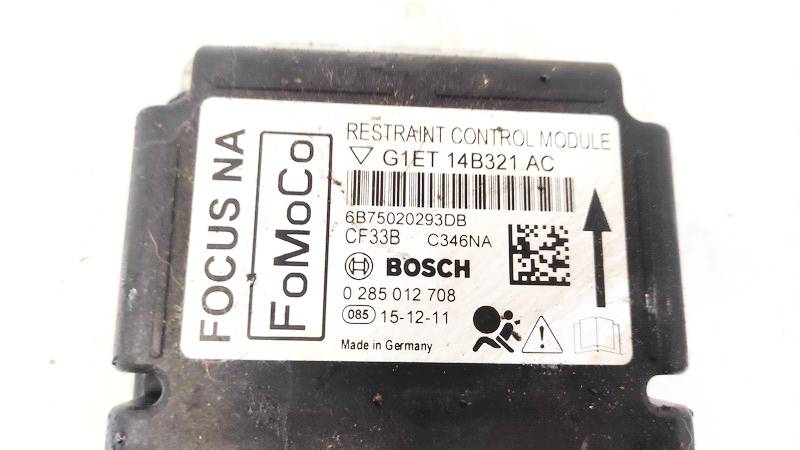 FOCUS NA
FoMoCo
RESTRAINT CONTROL MODULE
G1ET 14B321 AC
6B75020293DB
CF33B C346NA
BOSCH
0 285 012 708
085 15-12-11
Made in Germany